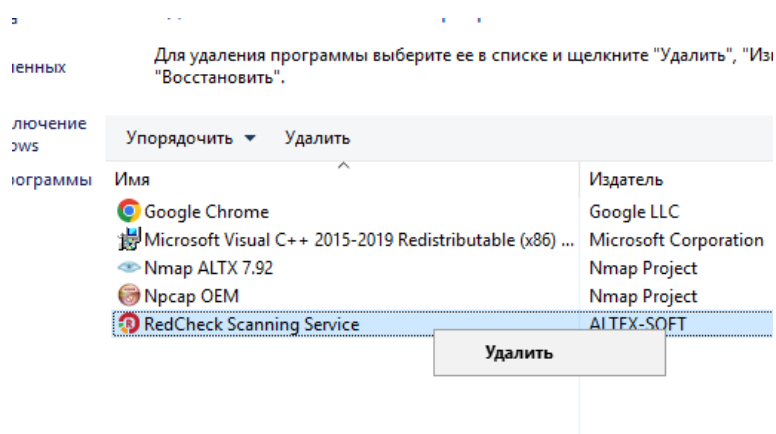 Для удаления программы выберите ее в списке и щелкните "Удалить", "Из
"Восстановить".
Упорядочить Удалить
Имя Издатель
Google Chrome Google LLC
Microsoft Visual C++ 2015-2019 Redistributable (x86) ... Microsoft Corporation
Nmap ALTX 7.92 Nmap Project
Npcap OEM Nmap Project
RedCheck Scanning Service ALTEX-SOFT
Удалить